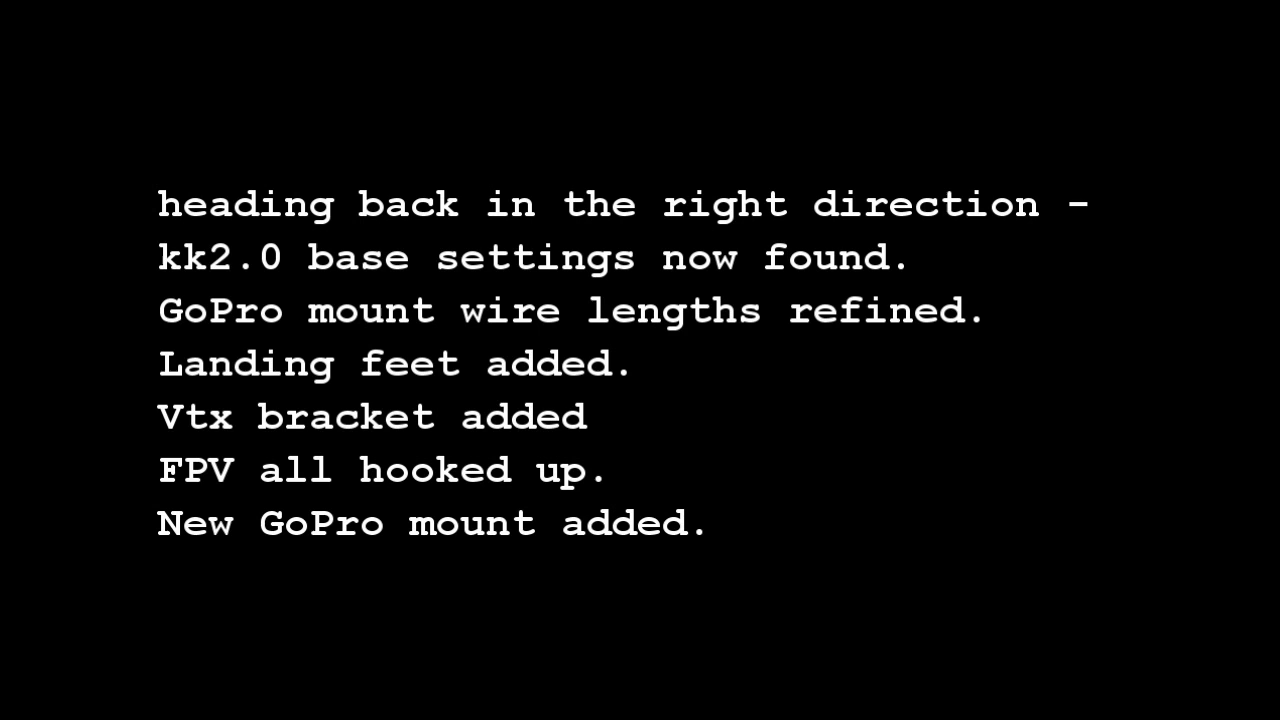 heading back in the right direction -
kk2.0 base settings now found.
GoPro mount wire lengths refined.
Landing feet added.
Vtx bracket added
FPV all hooked up.
New GoPro mount added.